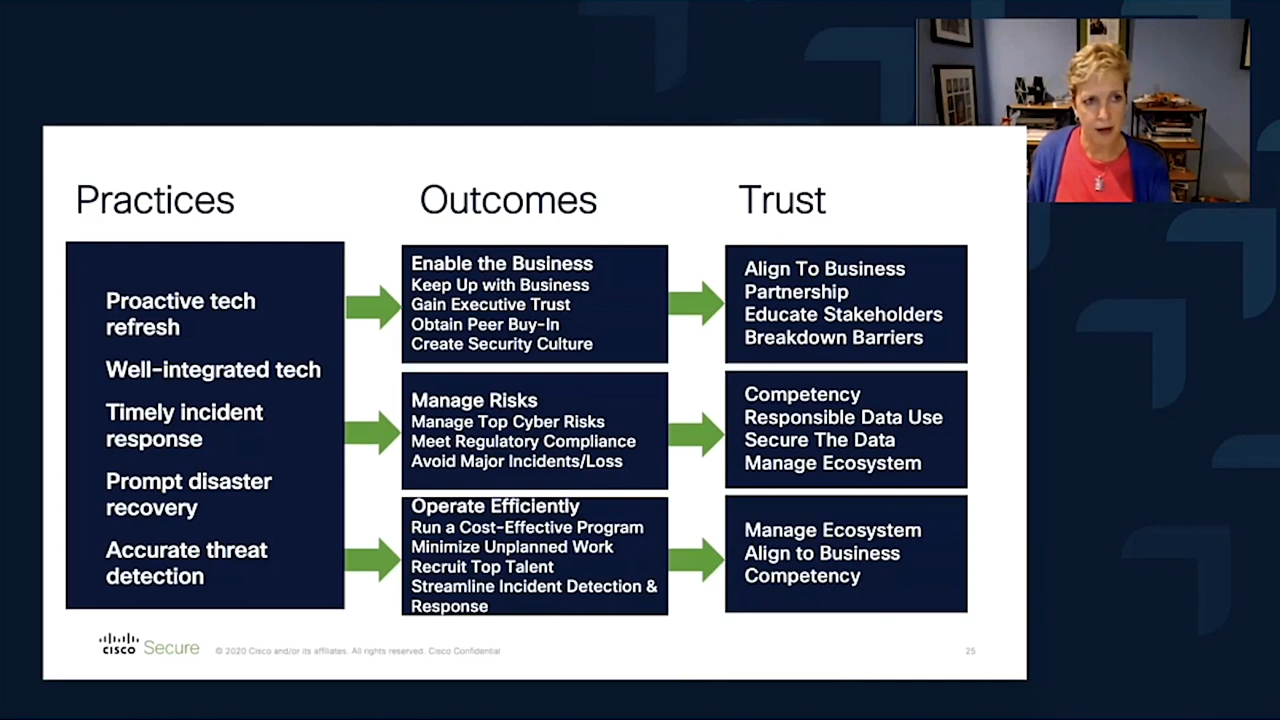 Practices
Outcomes
Trust
Proactive tech
refresh
Well-integrated tech
Timely incident
response
Prompt disaster
recovery
Accurate threat
detection
Enable the Business
Keep Up with Business
Gain Executive Trust
Obtain Peer Buy-In
Create Security Culture
Manage Risks
Manage Top Cyber Risks
Meet Regulatory Compliance
Avoid Major Incidents/Loss
Operate Efficiently
Run a Cost-Effective Program
Minimize Unplanned Work
Recruit Top Talent
Streamline Incident Detection &
Response
Align To Business
Partnership
Educate Stakeholders
Breakdown Barriers
Competency
Responsible Data Use
Secure The Data
Manage Ecosystem
Manage Ecosystem
Align to Business
Competency
CISCO Secure
© 2020 Cisco and/or its affiliates. All rights reserved. Cisco Confidential
25